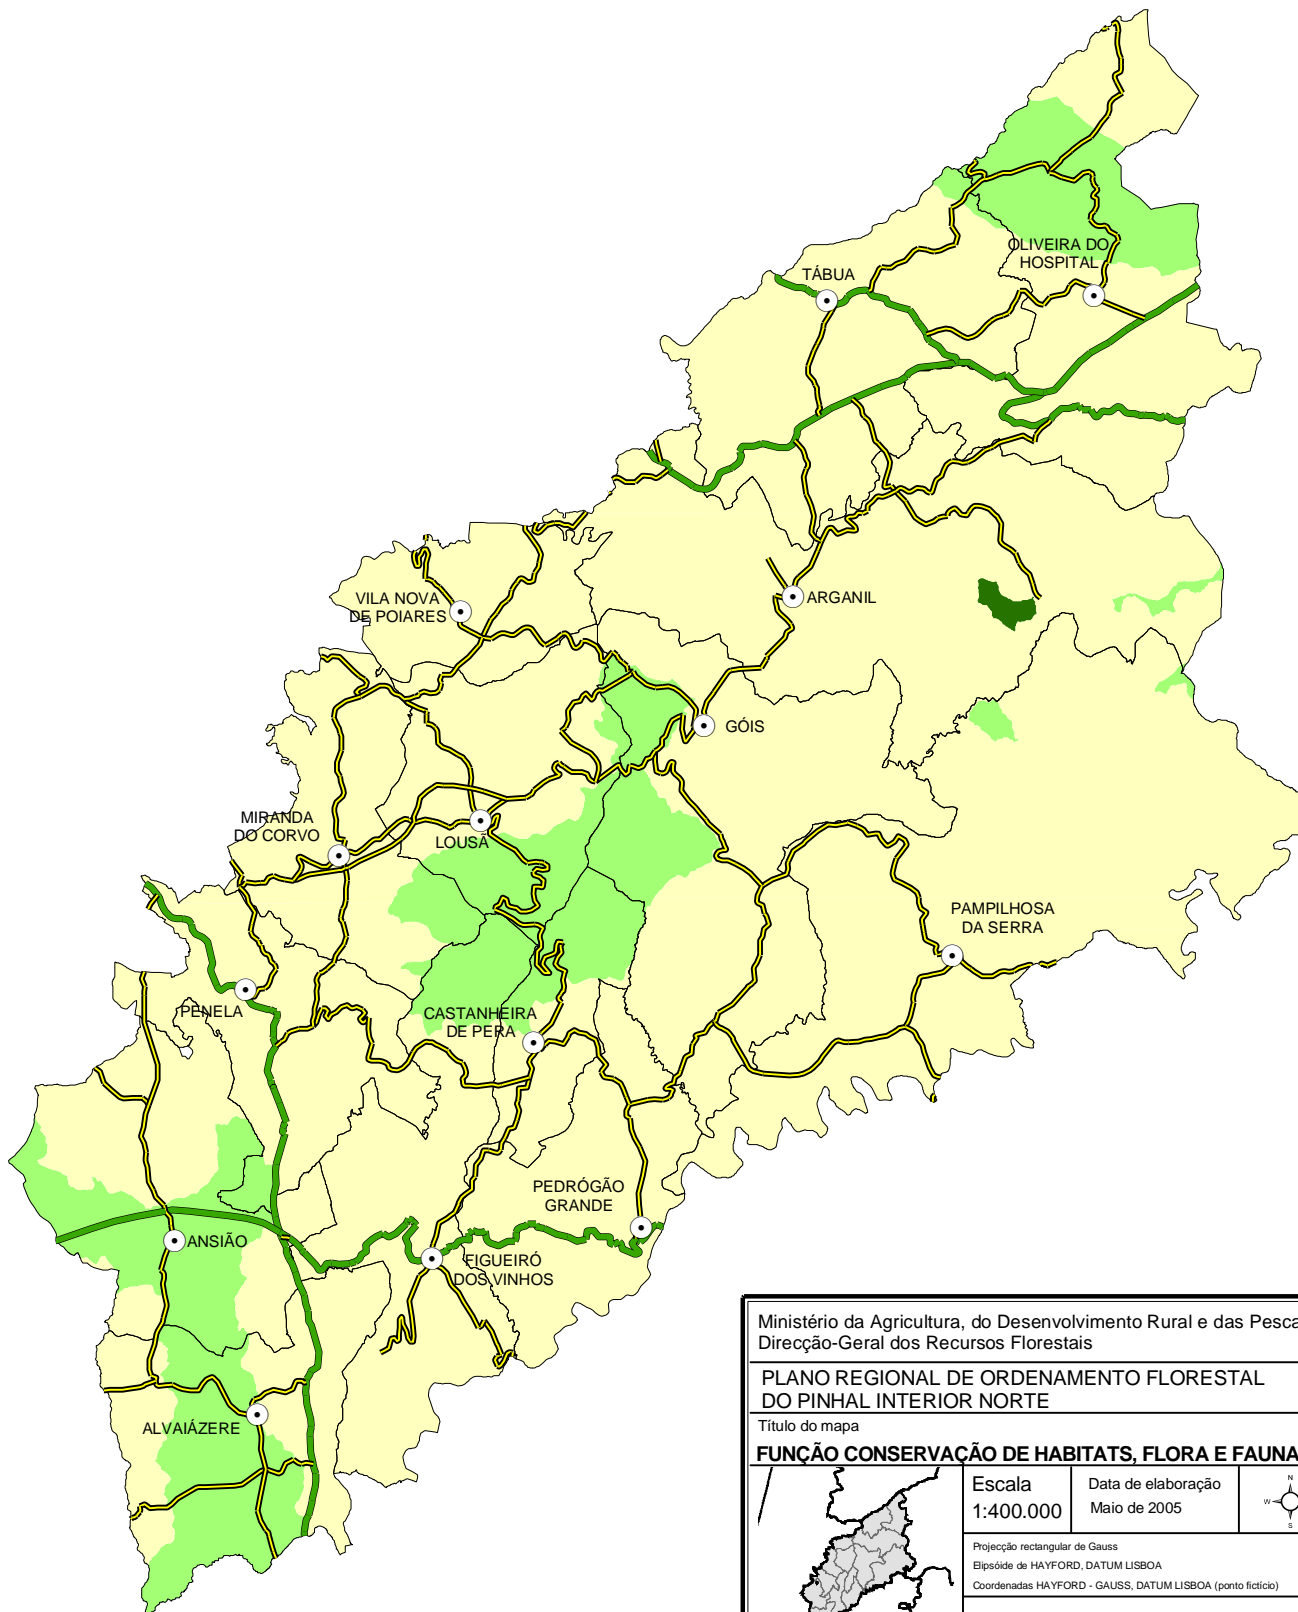 OLIVEIRA DO
HOSPITAL
TÁBUA
VILA NOVA
DE POIARES
ARGANIL
GÓIS
MIRANDA
DO CORVO
LOUSÃ
PAMPILHOSA
DA SERRA
PENELA
CASTANHEIRA
DE PERA
PEDRÓGÃO
GRANDE
ANSIÃO
FIGUEIRÓ
DOS VINHOS
ALVAIÁZERE
Ministério da Agricultura, do Desenvolvimento Rural e das Pesca
Direcção-Geral dos Recursos Florestais
PLANO REGIONAL DE ORDENAMENTO FLORESTAL
DO PINHAL INTERIOR NORTE
Título do mapa
FUNÇÃO CONSERVAÇÃO DE HABITATS, FLORA E FAUNA
Escala
1:400.000
Data de elaboração
Maio de 2005
N
W
S
Projecção rectangular de Gauss
Elipsóide de HAYFORD, DATUM LISBOA
Coordenadas HAYFORD - GAUSS, DATUM LISBOA (ponto fictício)